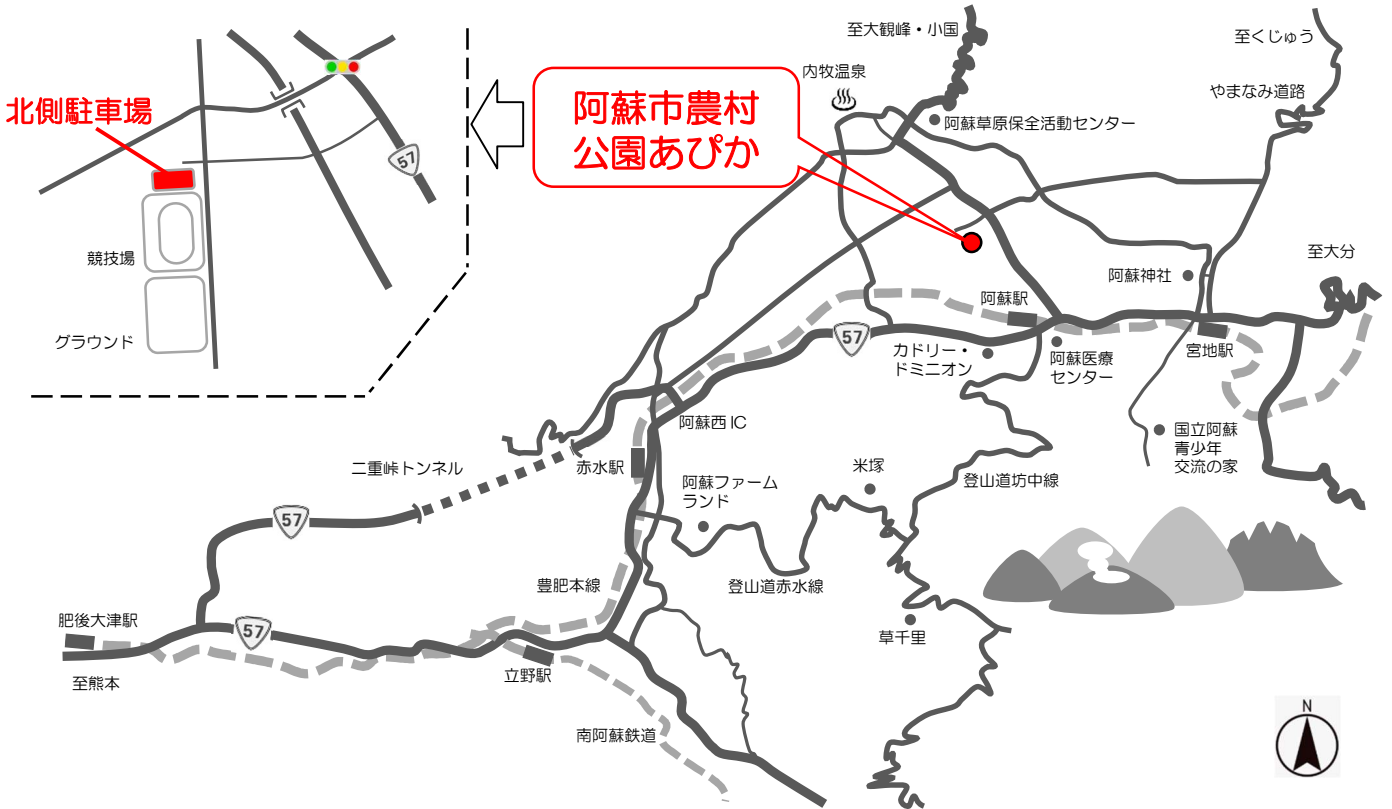 北側駐車場
57
競技場
グラウンド
阿蘇市農村
公園あぴか
至大観峰・小国
内牧温泉
阿蘇草原保全活動センター
至くじゅう
やまなみ道路
至大分
阿蘇神社
阿蘇駅
57
カドリー・
ドミニオン
阿蘇医療
センター
宮地駅
阿蘇西IC
国立阿蘇
青少年
交流の家
二重峠トンネル
赤水駅
阿蘇ファーム
ランド
米塚
登山道坊中線
57
豊肥本線
登山道赤水線
肥後大津駅
57
草千里
至熊本
立野駅
南阿蘇鉄道
N